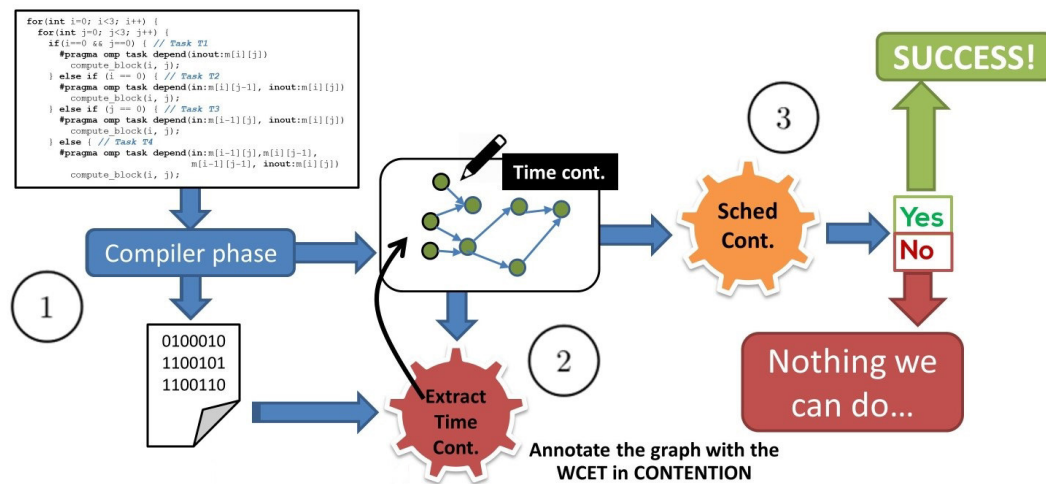 for(int i=0; i<3; i++) {
for(int j=0; j<3; j++) {
if(i==0 && j==0) { // Task T1
#pragma omp task depend(inout:m[i][j])
compute_block(i, j);
} else if (i == 0) { // Task T2
#pragma omp task depend(in:m[i][j-1], inout:m[i][j])
compute_block(i, j);
} else if (j == 0) { // Task T3
#pragma omp task depend(in:m[i-1][j], inout:m[i][j])
compute_block(i, j);
} else { // Task T4
#pragma omp task depend(in:m[i-1][j],m[i][j-1],
m[i-1][j-1], inout:m[i][j])
compute_block(i, j);
SUCCESS!
3
Time cont.
Sched
Cont.
Yes
No
Compiler phase
1
0100010
1100101
1100110
2
Extract
Time
Cont.
Nothing we
can do...
Annotate the graph with the
WCET in CONTENTION